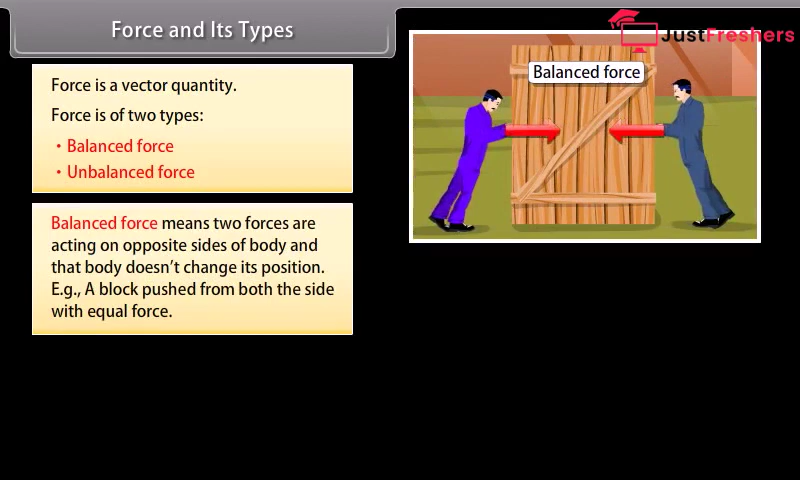 Force and Its Types
JustFreshers
Force is a vector quantity.
Force is of two types:
• Balanced force
• Unbalanced force
Balanced force means two forces are
acting on opposite sides of body and
that body doesn't change its position.
E.g., A block pushed from both the side
with equal force.
Balanced force